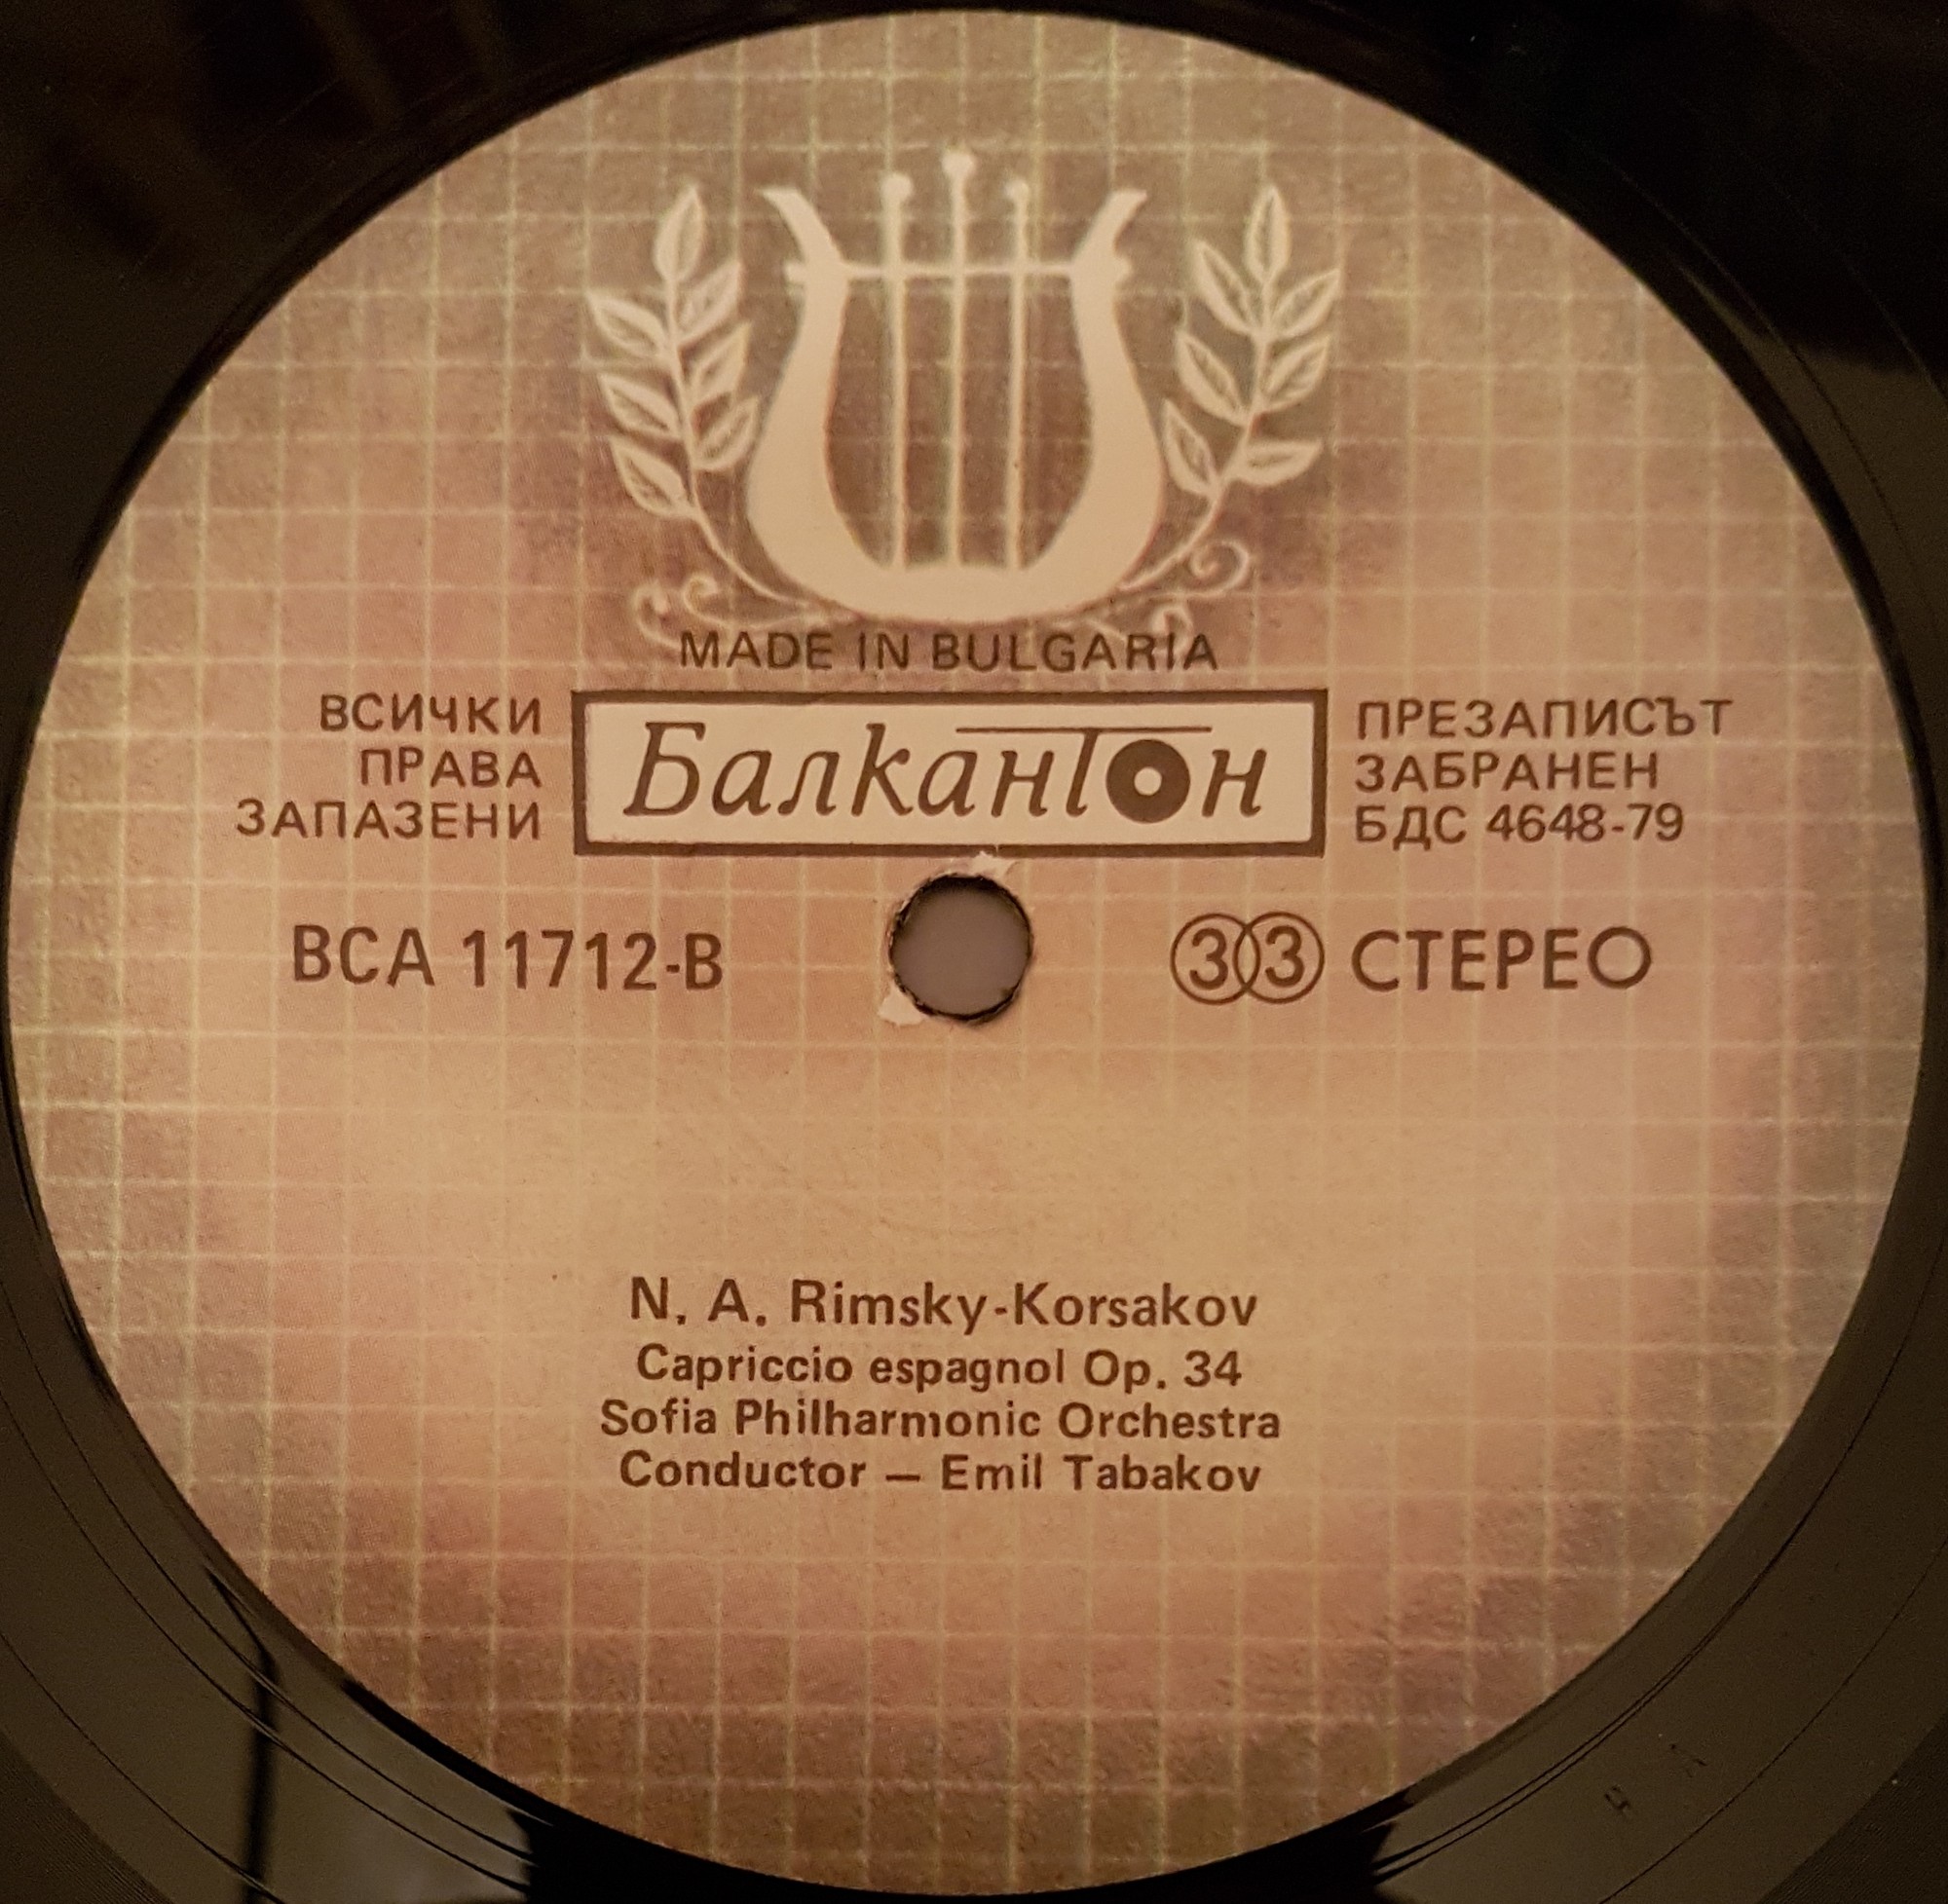 MADE IN BULGARIA
ВСИЧКИ
ПРАВА
ЗАПАЗЕНИ
Балкантон
ПРЕЗАПИСЪТ
ЗАБРАНЕН
БДС 4648-79
ВСА 11712-В
33 СТЕРЕО
N. A. Rimsky-Korsakov
Capriccio espagnol Op. 34
Sofia Philharmonic Orchestra
Conductor — Emil Tabakov